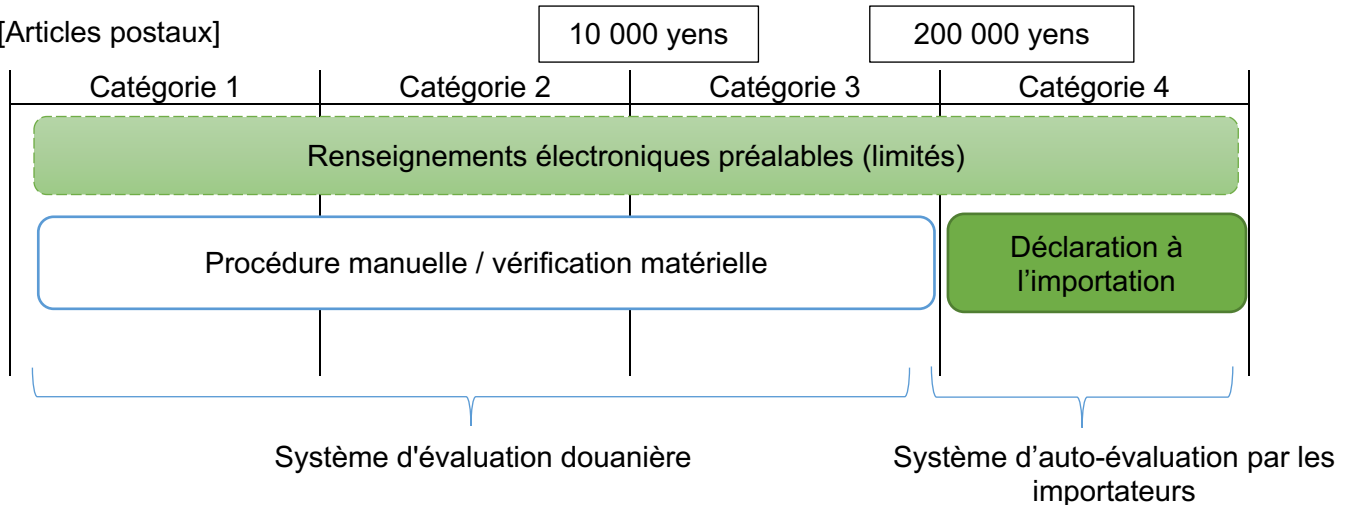 [Articles postaux]
10 000 yens
200 000 yens
Catégorie 1
Catégorie 2
Catégorie 3
Catégorie 4
Renseignements électroniques préalables (limités)
Procédure manuelle / vérification matérielle
Déclaration à
l’importation
Système d'évaluation douanière
Système d’auto-évaluation par les
importateurs